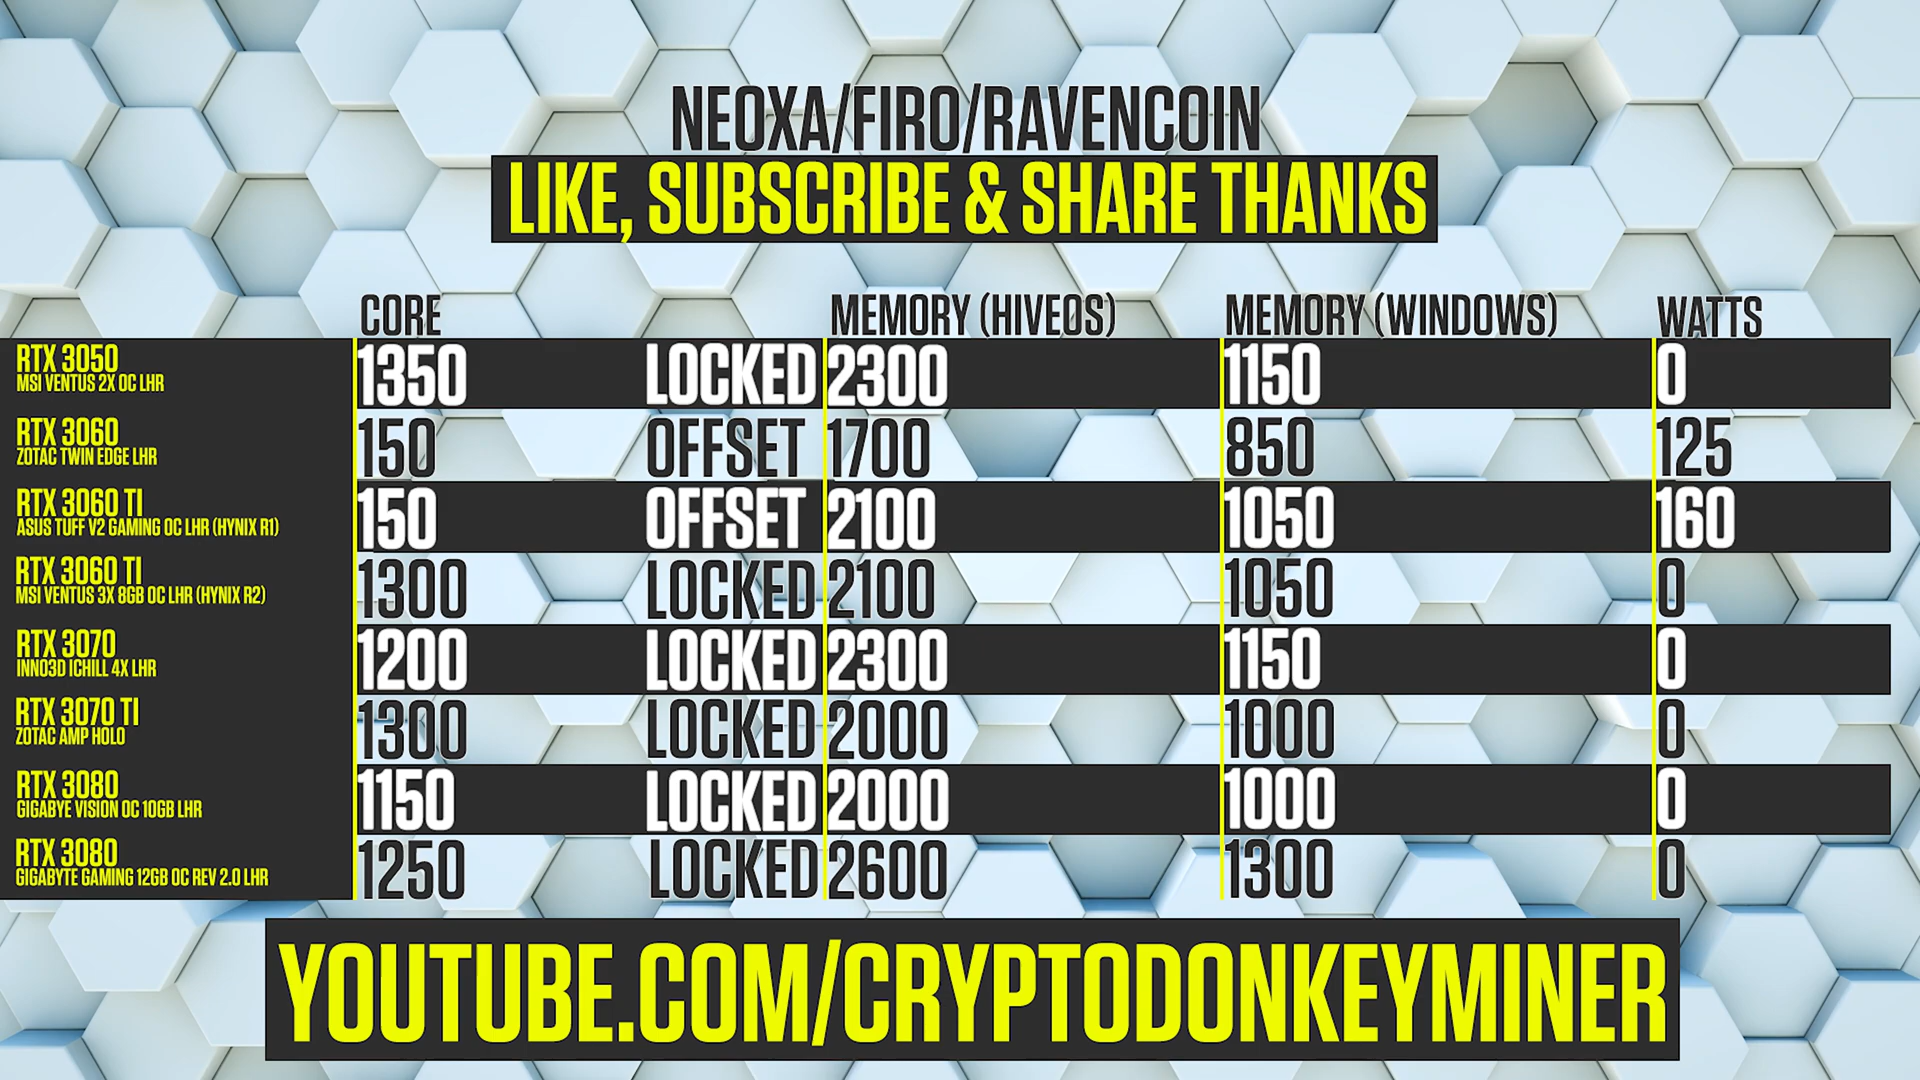 NEOXA/FIRO/RAVENCOIN
LIKE, SUBSCRIBE & SHARE THANKS
CORE MEMORY (HIVEOS) MEMORY (WINDOWS) WATTS
RTX 3050
MSI VENTUS 2X OC LHR
1350 LOCKED 2300 1150 0
RTX 3060
ZOTAC TWIN EDGE LHR
150 OFFSET 1700 850 125
RTX 3060 TI
ASUS TUFF V2 GAMING OC LHR (HYNIX R1)
150 OFFSET 2100 1050 160
RTX 3060 TI
MSI VENTUS 3X 8GB OC LHR (HYNIX R2)
1300 LOCKED 2100 1050 0
RTX 3070
INNO3D ICHILL 4X LHR
1200 LOCKED 2300 1150 0
RTX 3070 TI
ZOTAC AMP HOLO
1300 LOCKED 2000 1000 0
RTX 3080
GIGABYE VISION OC 10GB LHR
1150 LOCKED 2000 1000 0
RTX 3080
GIGABYTE GAMING 12GB OC REV 2.0 LHR
1250 LOCKED 2600 1300 0
YOUTUBE.COM/CRYPTODONKEYMINER